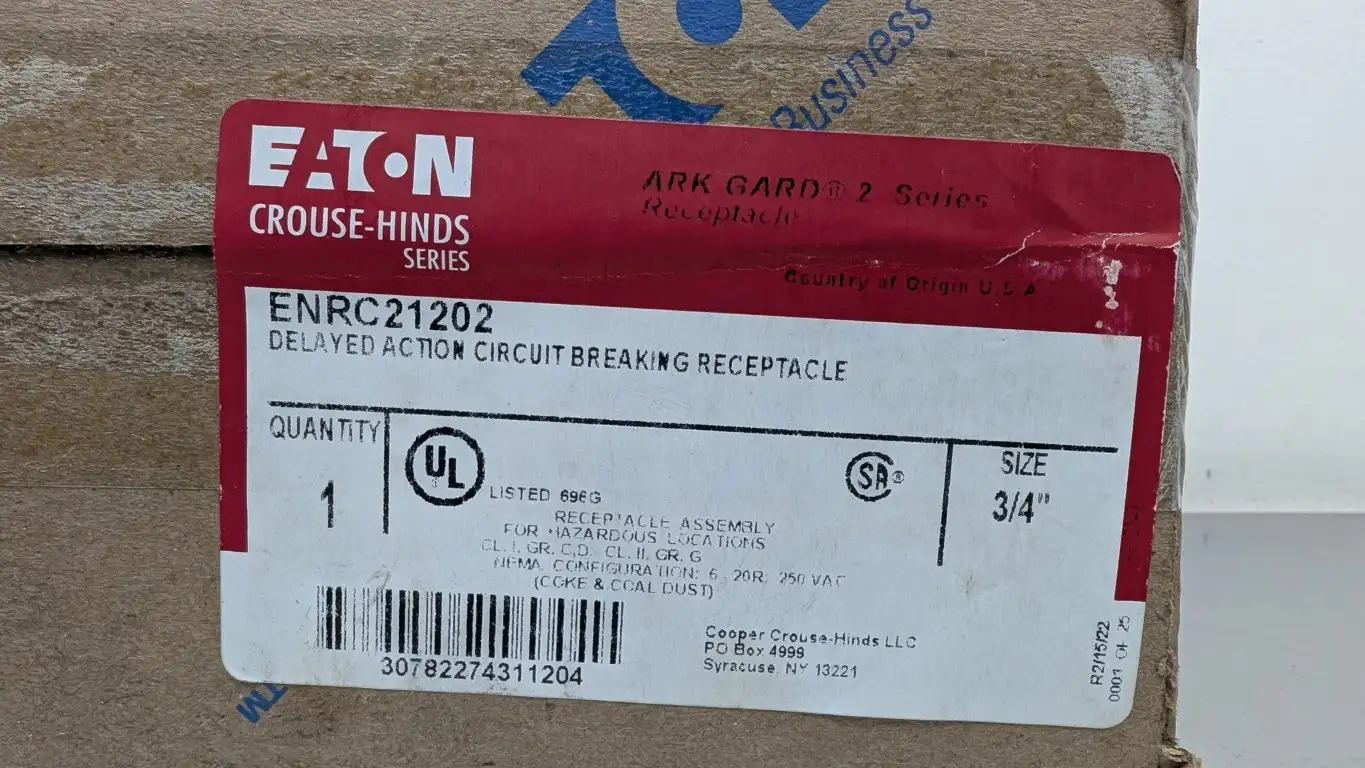 Business
EATON
CROUSE-HINDS
SERIES
ARK GARD® 2 Series
Receptacle
Country of Origin U.S.A
ENRC21202
DELAYED ACTION CIRCUIT BREAKING RECEPTACLE
QUANTITY
1
UL
LISTED 696G
SA®
SIZE
3/4"
RECEPTACLE ASSEMBLY
FOR HAZARDOUS LOCATIONS
CL. I, GR. C,D. CL. II, GR. G
NEMA. CONFIGURATION: 6 - 20R, 250 VAC
(COKE & COAL DUST)
30782274311204
Cooper Crouse-Hinds LLC
PO Box 4999
Syracuse, NY 13221
R2/15/22
0001 OF 25
TM